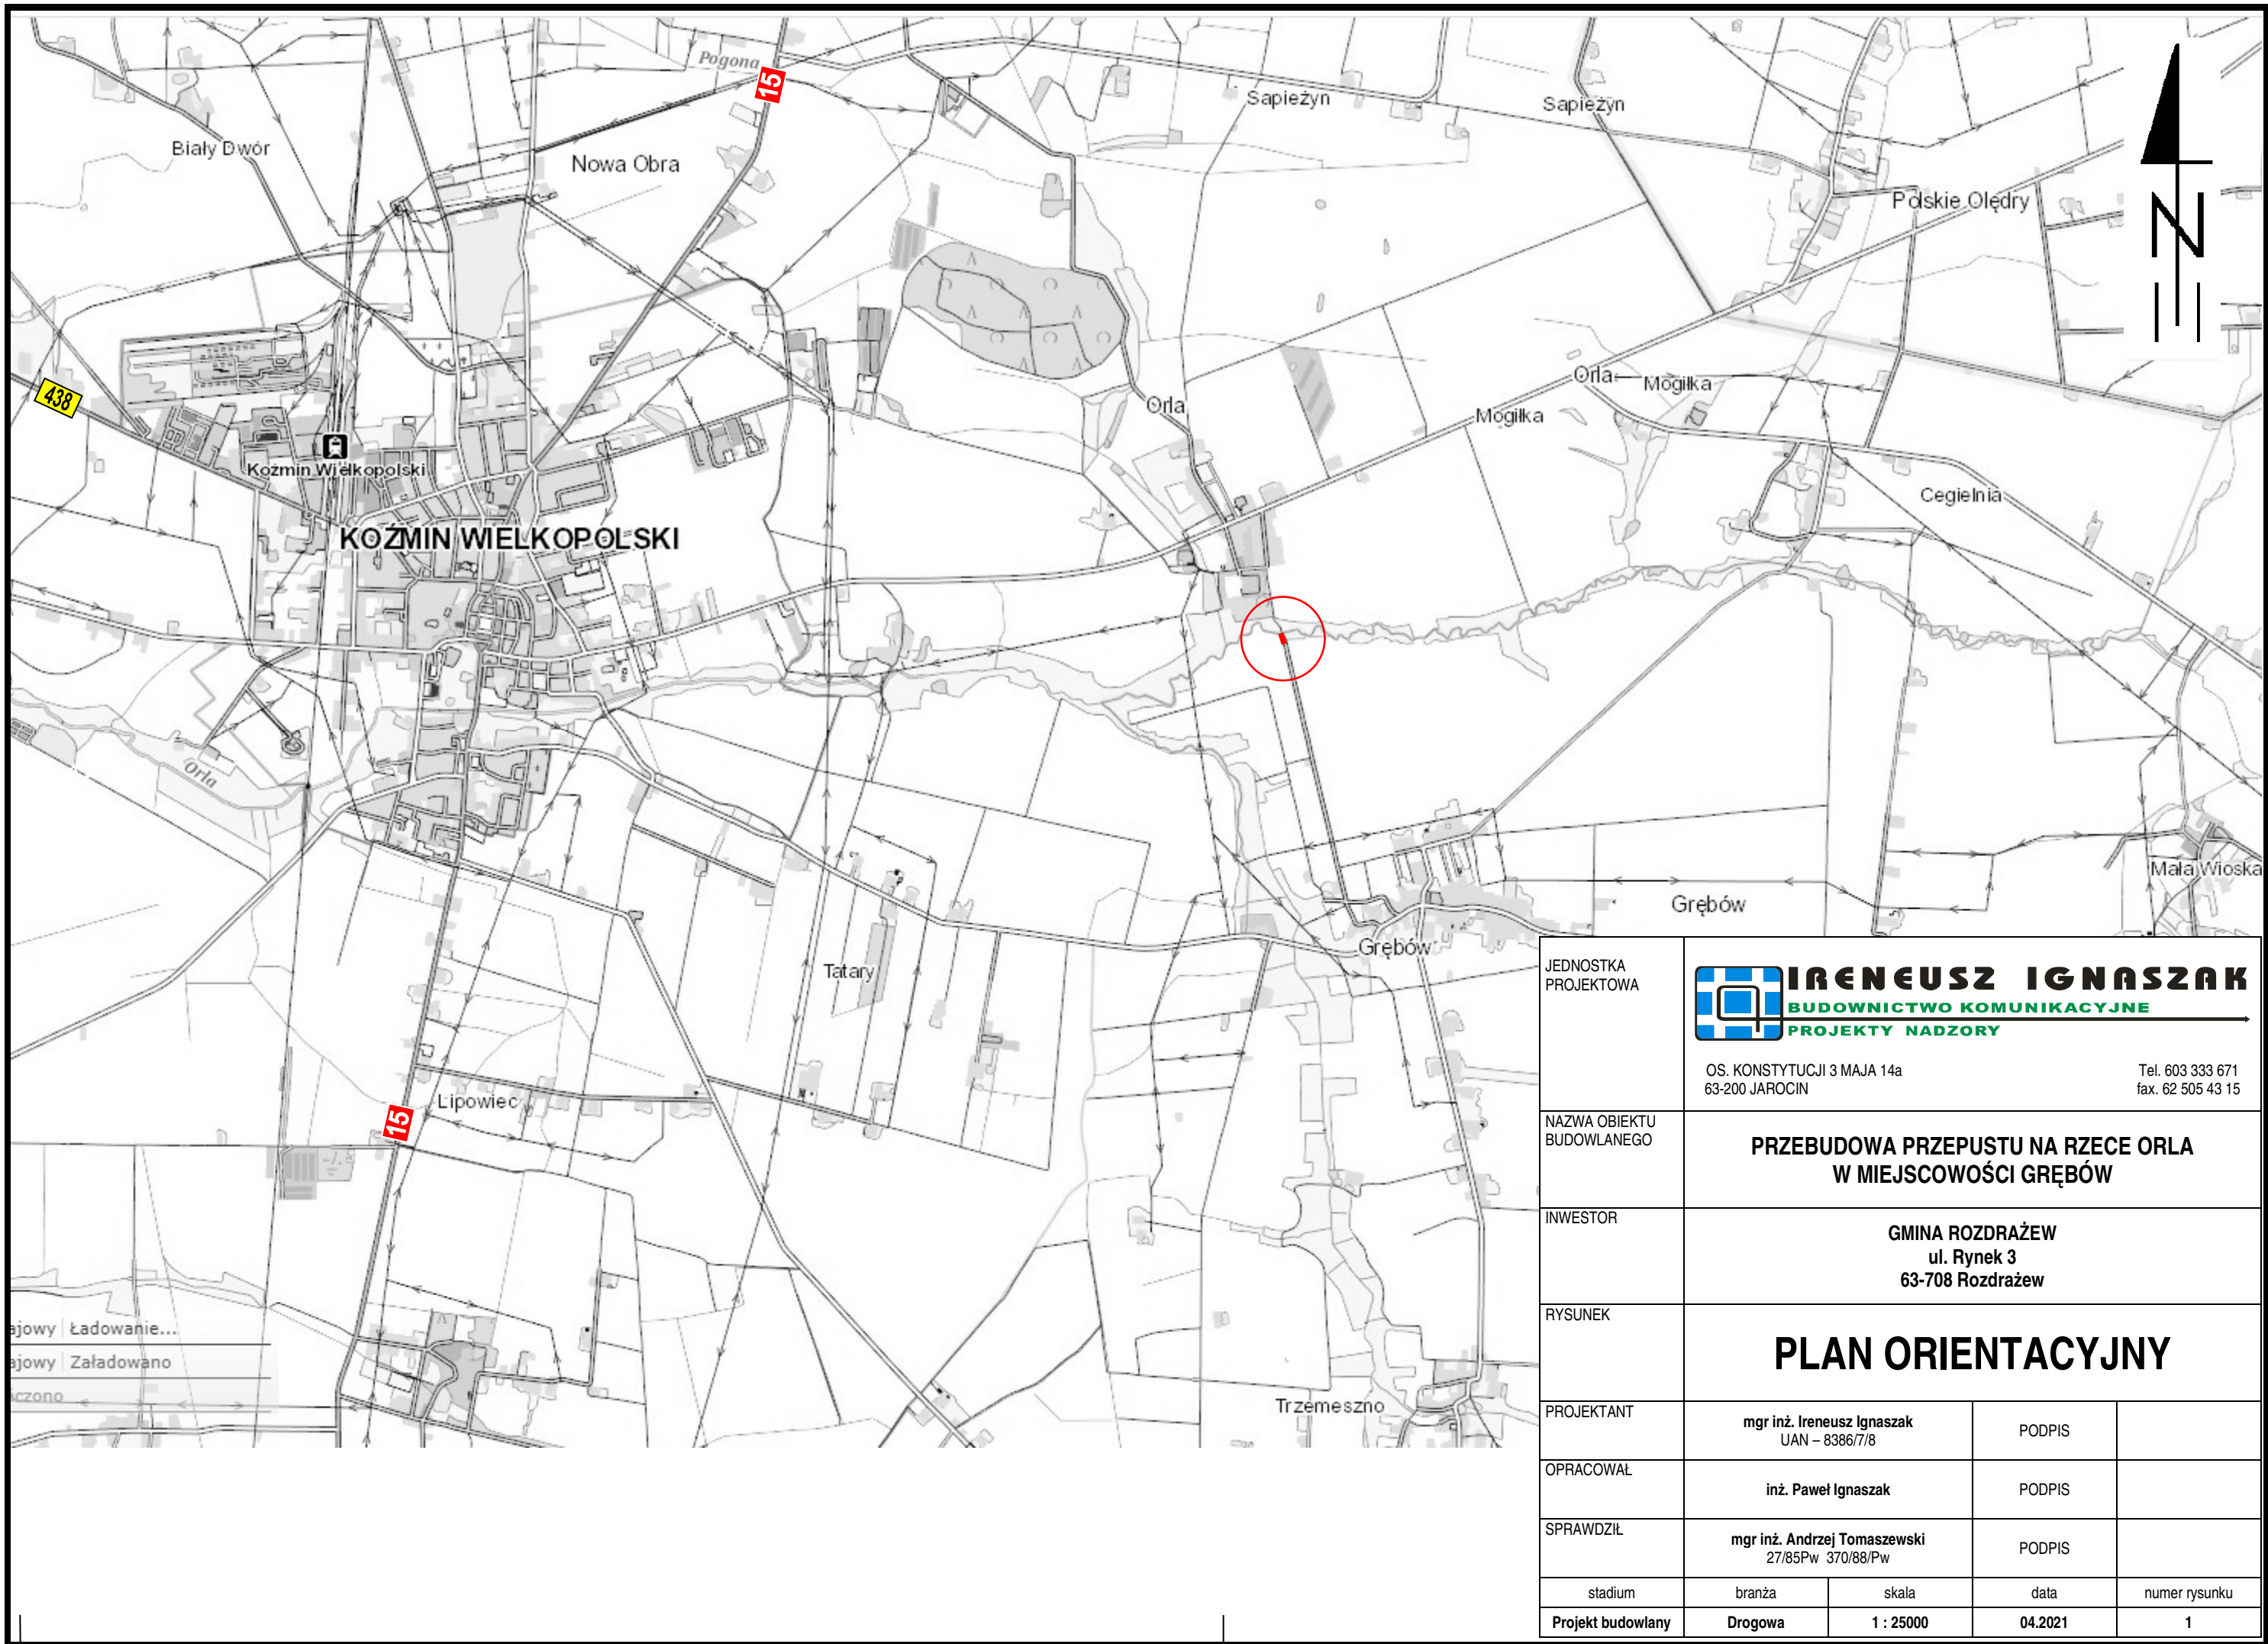 Pogona
15
Sapieżyn
Sapieżyn
Biały Dwór
Nowa Obra
Polskie Olędry
N
438
Orla
Mogiłka
Orla
Mogiłka
Koźmin Wielkopolski
Cegielnia
KOŹMIN WIELKOPOLSKI
Orla
Mała Wioska
Grębów
Grębów
Tatary
Lipowiec
15
ajowy Ładowanie...
ajowy Załadowano
czono
Trzemeszno
JEDNOSTKA
PROJEKTOWA
IRENEUSZ IGNASZAK
BUDOWNICTWO KOMUNIKACYJNE
PROJEKTY NADZORY
OS. KONSTYTUCJI 3 MAJA 14a
63-200 JAROCIN
Tel. 603 333 671
fax. 62 505 43 15
NAZWA OBIEKTU
BUDOWLANEGO
PRZEBUDOWA PRZEPUSTU NA RZECE ORLA
W MIEJSCOWOŚCI GRĘBÓW
INWESTOR
GMINA ROZDRAŻEW
ul. Rynek 3
63-708 Rozdrażew
RYSUNEK
PLAN ORIENTACYJNY
PROJEKTANT
mgr inż. Ireneusz Ignaszak
UAN – 8386/7/8
PODPIS
OPRACOWAŁ
inż. Paweł Ignaszak
PODPIS
SPRAWDZIŁ
mgr inż. Andrzej Tomaszewski
27/85Pw 370/88/Pw
PODPIS
stadium branża skala data numer rysunku
Projekt budowlany Drogowa 1 : 25000 04.2021 1